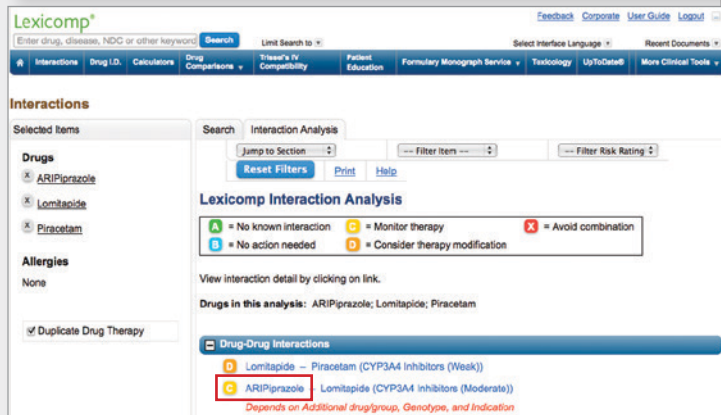 Lexicomp®
Feedback Corporate User Guide Logout
Enter drug, disease, NDC or other keyword Search Limit Search to Select Interface Language Recent Documents
Interactions Drug I.D. Calculators Drug Comparisons Trissel's IV Compatibility Patient Education Formulary Monograph Service Toxicology UpToDate® More Clinical Tools
Interactions
Selected Items
Drugs
x ARIPiprazole
x Lomitapide
x Piracetam
Allergies
None
Duplicate Drug Therapy
Search Interaction Analysis
Jump to Section -- Filter Item -- -- Filter Risk Rating
Reset Filters Print Help
Lexicomp Interaction Analysis
A = No known interaction C = Monitor therapy X = Avoid combination
B = No action needed D = Consider therapy modification
View interaction detail by clicking on link.
Drugs in this analysis: ARIPiprazole; Lomitapide; Piracetam
Drug-Drug Interactions
D Lomitapide – Piracetam (CYP3A4 Inhibitors (Weak))
C ARIPiprazole – Lomitapide (CYP3A4 Inhibitors (Moderate))
Depends on Additional drug/group, Genotype, and Indication